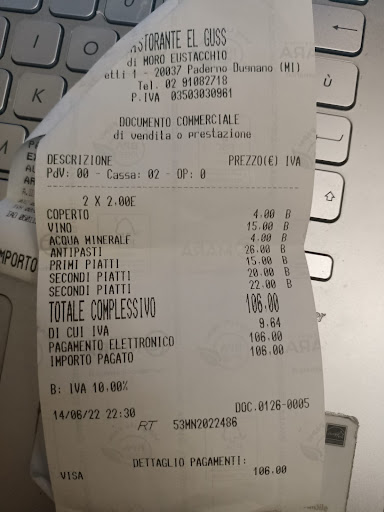 RISTORANTE EL GUSS
di MORO EUSTACCHIO
etti 1 - 20037 Paderno Dugnano (MI)
Tel. 02 91082718
P.IVA 03503030961
DOCUMENTO COMMERCIALE
di vendita o prestazione
DESCRIZIONE PREZZO(€) IVA
PdV: 00 - Cassa: 02 - OP: 0
2 X 2.00E
COPERTO 4.00 B
VINO 15.00 B
ACQUA MINERALE 4.00 B
ANTIPASTI 26.00 B
PRIMI PIATTI 15.00 B
SECONDI PIATTI 20.00 B
SECONDI PIATTI 22.00 B
TOTALE COMPLESSIVO 106.00
DI CUI IVA 9.64
PAGAMENTO ELETTRONICO 106.00
IMPORTO PAGATO 106.00
B: IVA 10.00%
14/06/22 22:30 DOC.0126-0005
RT 53MN2022486
DETTAGLIO PAGAMENTI:
VISA 106.00
MPORTO
I
O
K
L
ù